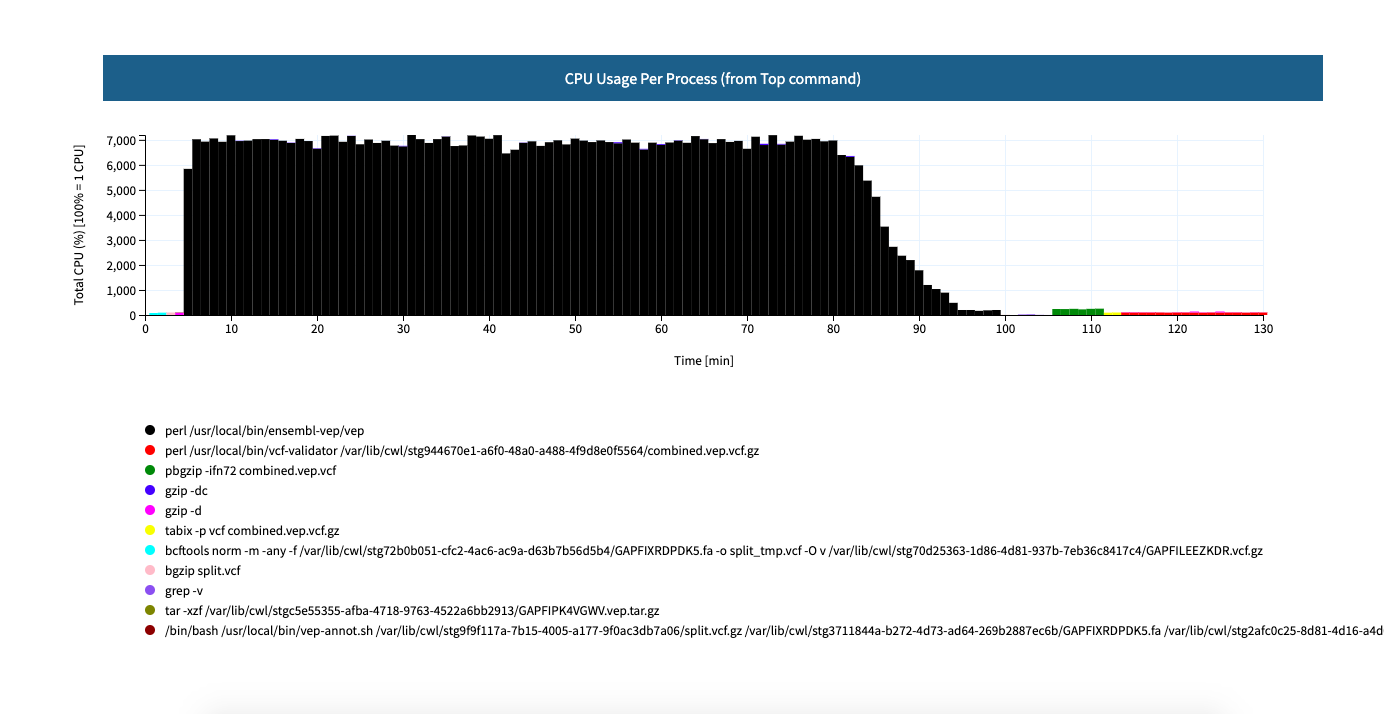 CPU Usage Per Process (from Top command)
Total CPU (%) [100% = 1 CPU]
7,000
6,000
5,000
4,000
3,000
2,000
1,000
0
0 10 20 30 40 50 60 70 80 90 100 110 120 130
Time [min]
perl /usr/local/bin/ensembl-vep/vep
perl /usr/local/bin/vcf-validator /var/lib/cwl/stg944670e1-a6f0-48a0-a488-4f9d8e0f5564/combined.vep.vcf.gz
pbgzip -ifn72 combined.vep.vcf
gzip -dc
gzip -d
tabix -p vcf combined.vep.vcf.gz
bcftools norm -m -any -f /var/lib/cwl/stg72b0b051-cfc2-4ac6-ac9a-d63b7b56d5b4/GAPFIXRDPDK5.fa -o split_tmp.vcf -O v /var/lib/cwl/stg70d25363-1d86-4d81-937b-7eb36c8417c4/GAPFILEEZKDR.vcf.gz
bgzip split.vcf
grep -v
tar -xzf /var/lib/cwl/stgc5e55355-afba-4718-9763-4522a6bb2913/GAPFIPK4VGWV.vep.tar.gz
/bin/bash /usr/local/bin/vep-annot.sh /var/lib/cwl/stg9f9f117a-7b15-4005-a177-9f0ac3db7a06/split.vcf.gz /var/lib/cwl/stg3711844a-b272-4d73-ad64-269b2887ec6b/GAPFIXRDPDK5.fa /var/lib/cwl/stg2afc0c25-8d81-4d16-a4d